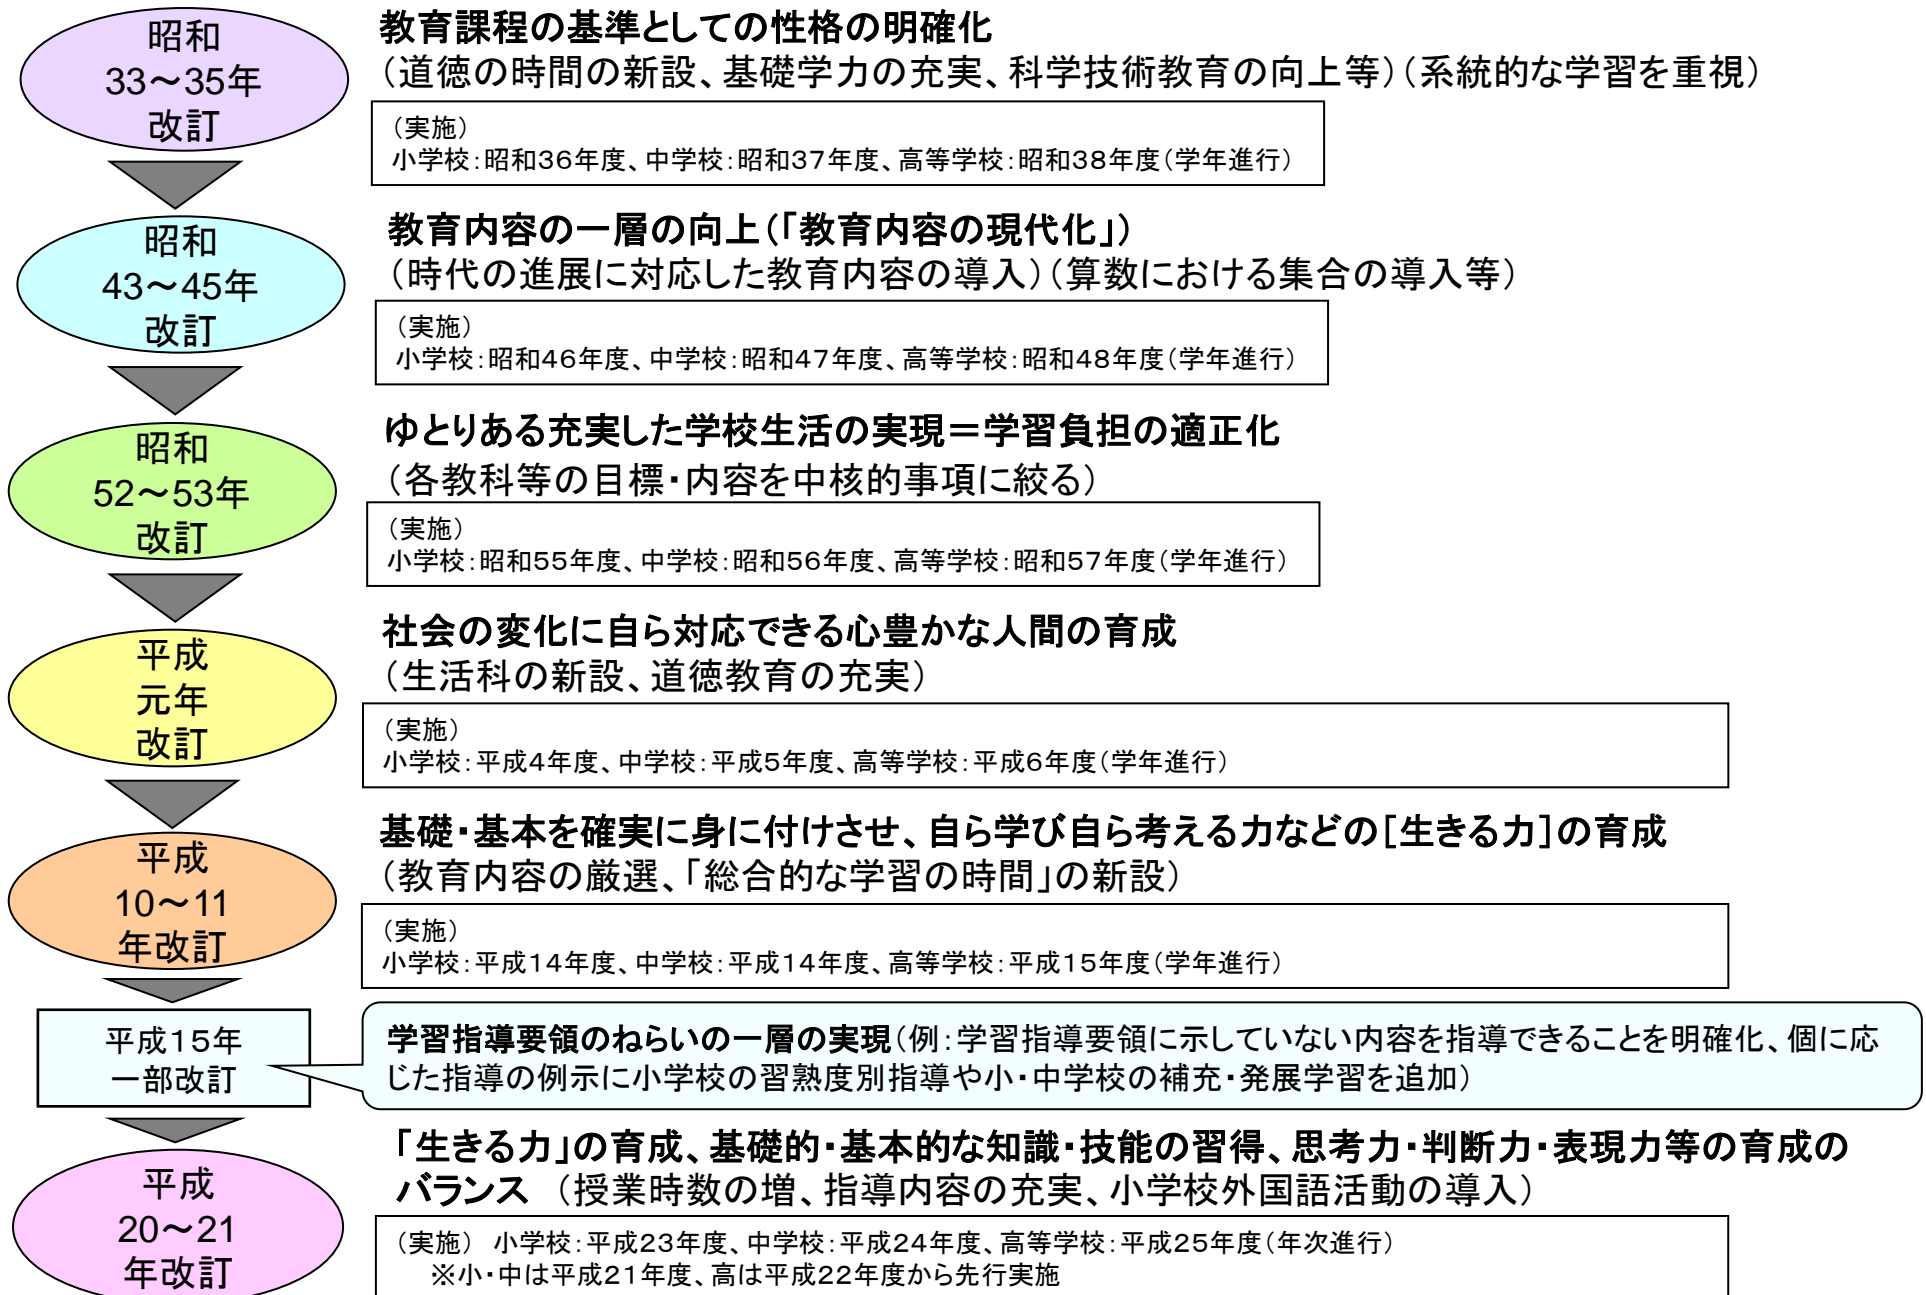 昭和
33～35年
改訂
教育課程の基準としての性格の明確化
（道徳の時間の新設、基礎学力の充実、科学技術教育の向上等）（系統的な学習を重視）
（実施）
小学校：昭和36年度、中学校：昭和37年度、高等学校：昭和38年度（学年進行）
昭和
43～45年
改訂
教育内容の一層の向上（「教育内容の現代化」）
（時代の進展に対応した教育内容の導入）（算数における集合の導入等）
（実施）
小学校：昭和46年度、中学校：昭和47年度、高等学校：昭和48年度（学年進行）
昭和
52～53年
改訂
ゆとりある充実した学校生活の実現＝学習負担の適正化
（各教科等の目標・内容を中核的事項に絞る）
（実施）
小学校：昭和55年度、中学校：昭和56年度、高等学校：昭和57年度（学年進行）
平成
元年
改訂
社会の変化に自ら対応できる心豊かな人間の育成
（生活科の新設、道徳教育の充実）
（実施）
小学校：平成4年度、中学校：平成5年度、高等学校：平成6年度（学年進行）
平成
10～11
年改訂
基礎・基本を確実に身に付けさせ、自ら学び自ら考える力などの［生きる力］の育成
（教育内容の厳選、「総合的な学習の時間」の新設）
（実施）
小学校：平成14年度、中学校：平成14年度、高等学校：平成15年度（学年進行）
平成15年
一部改訂
学習指導要領のねらいの一層の実現（例：学習指導要領に示していない内容を指導できることを明確化、個に応
じた指導の例示に小学校の習熟度別指導や小・中学校の補充・発展学習を追加）
平成
20～21
年改訂
「生きる力」の育成、基礎的・基本的な知識・技能の習得、思考力・判断力・表現力等の育成の
バランス （授業時数の増、指導内容の充実、小学校外国語活動の導入）
（実施） 小学校：平成23年度、中学校：平成24年度、高等学校：平成25年度（年次進行）
※小・中は平成21年度、高は平成22年度から先行実施